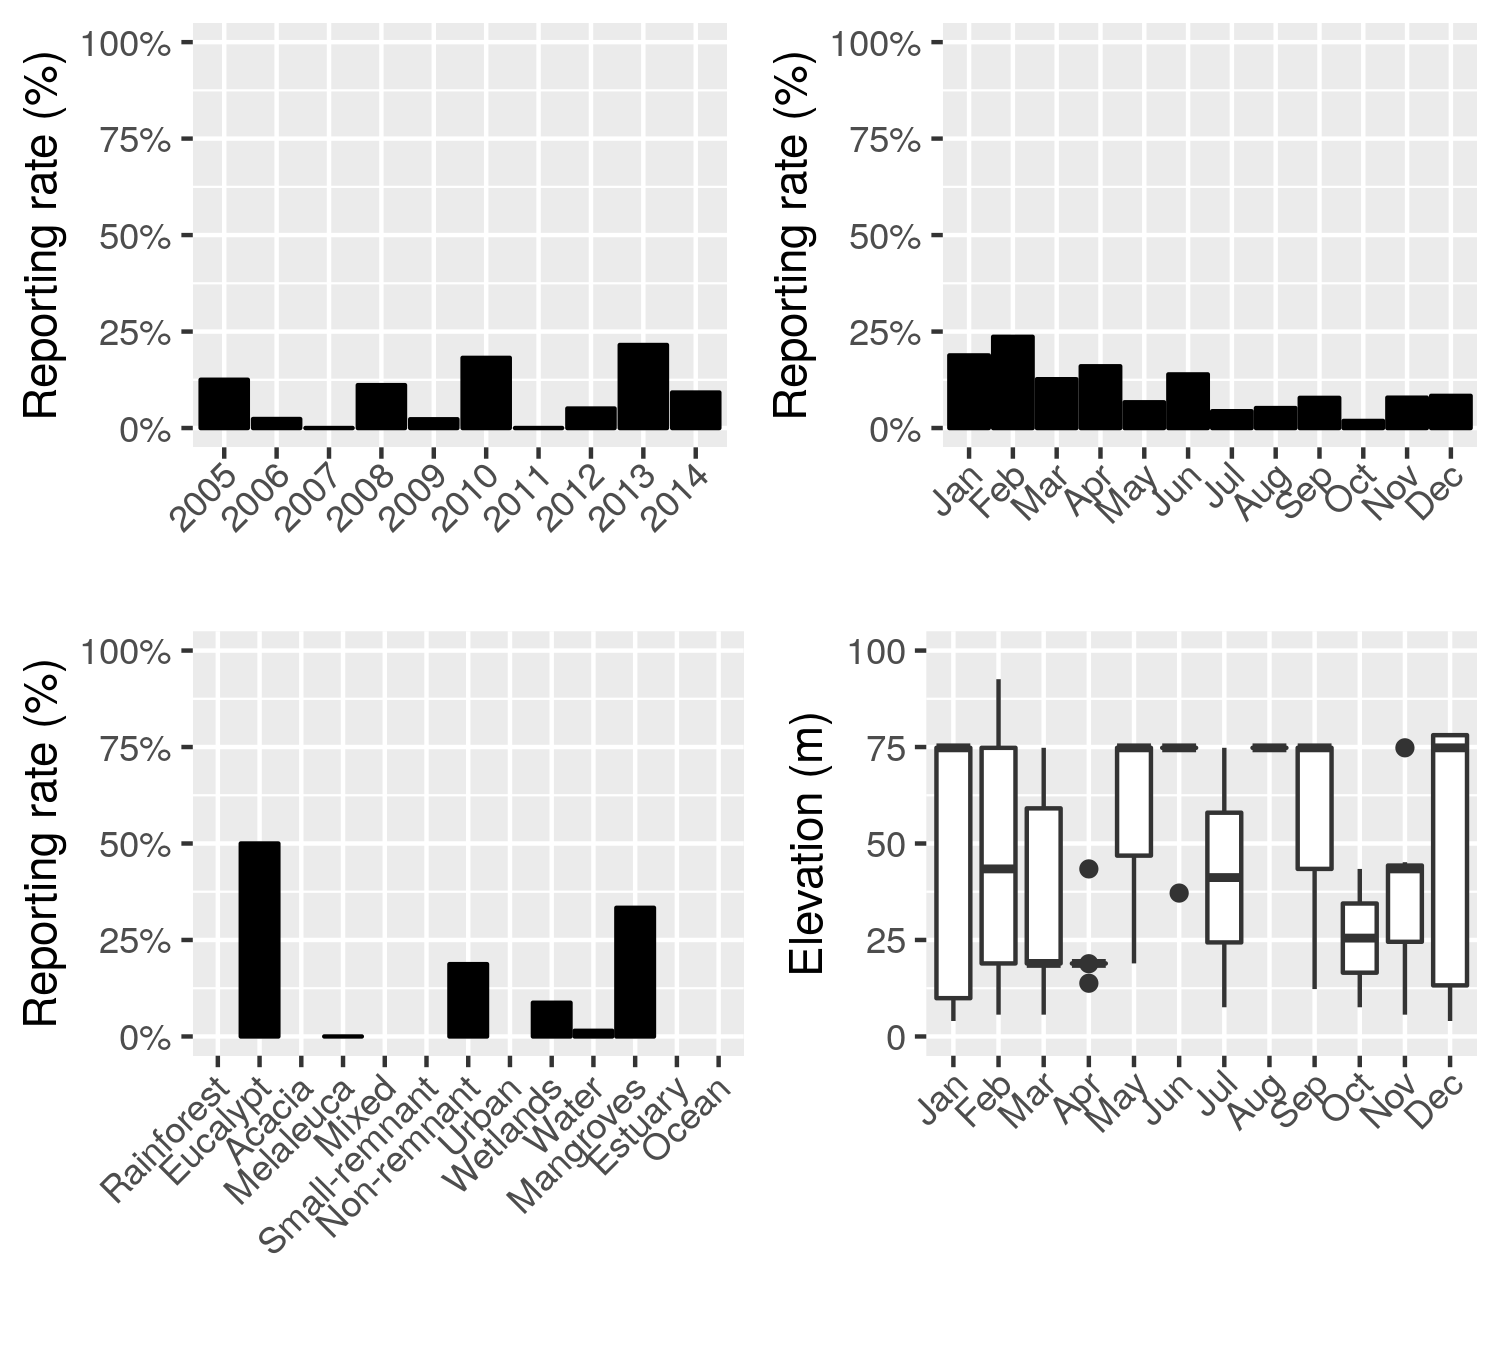 Reporting rate (%)
100%
75%
50%
25%
0%
2005 2006 2007 2008 2009 2010 2011 2012 2013 2014
Reporting rate (%)
100%
75%
50%
25%
0%
Jan Feb Mar Apr May Jun Jul Aug Sep Oct Nov Dec
Reporting rate (%)
100%
75%
50%
25%
0%
Rainforest Eucalypt Acacia Melaleuca Mixed Small-remnant Non-remnant Urban Wetlands Water Mangroves Estuary Ocean
Elevation (m)
100
75
50
25
0
Jan Feb Mar Apr May Jun Jul Aug Sep Oct Nov Dec